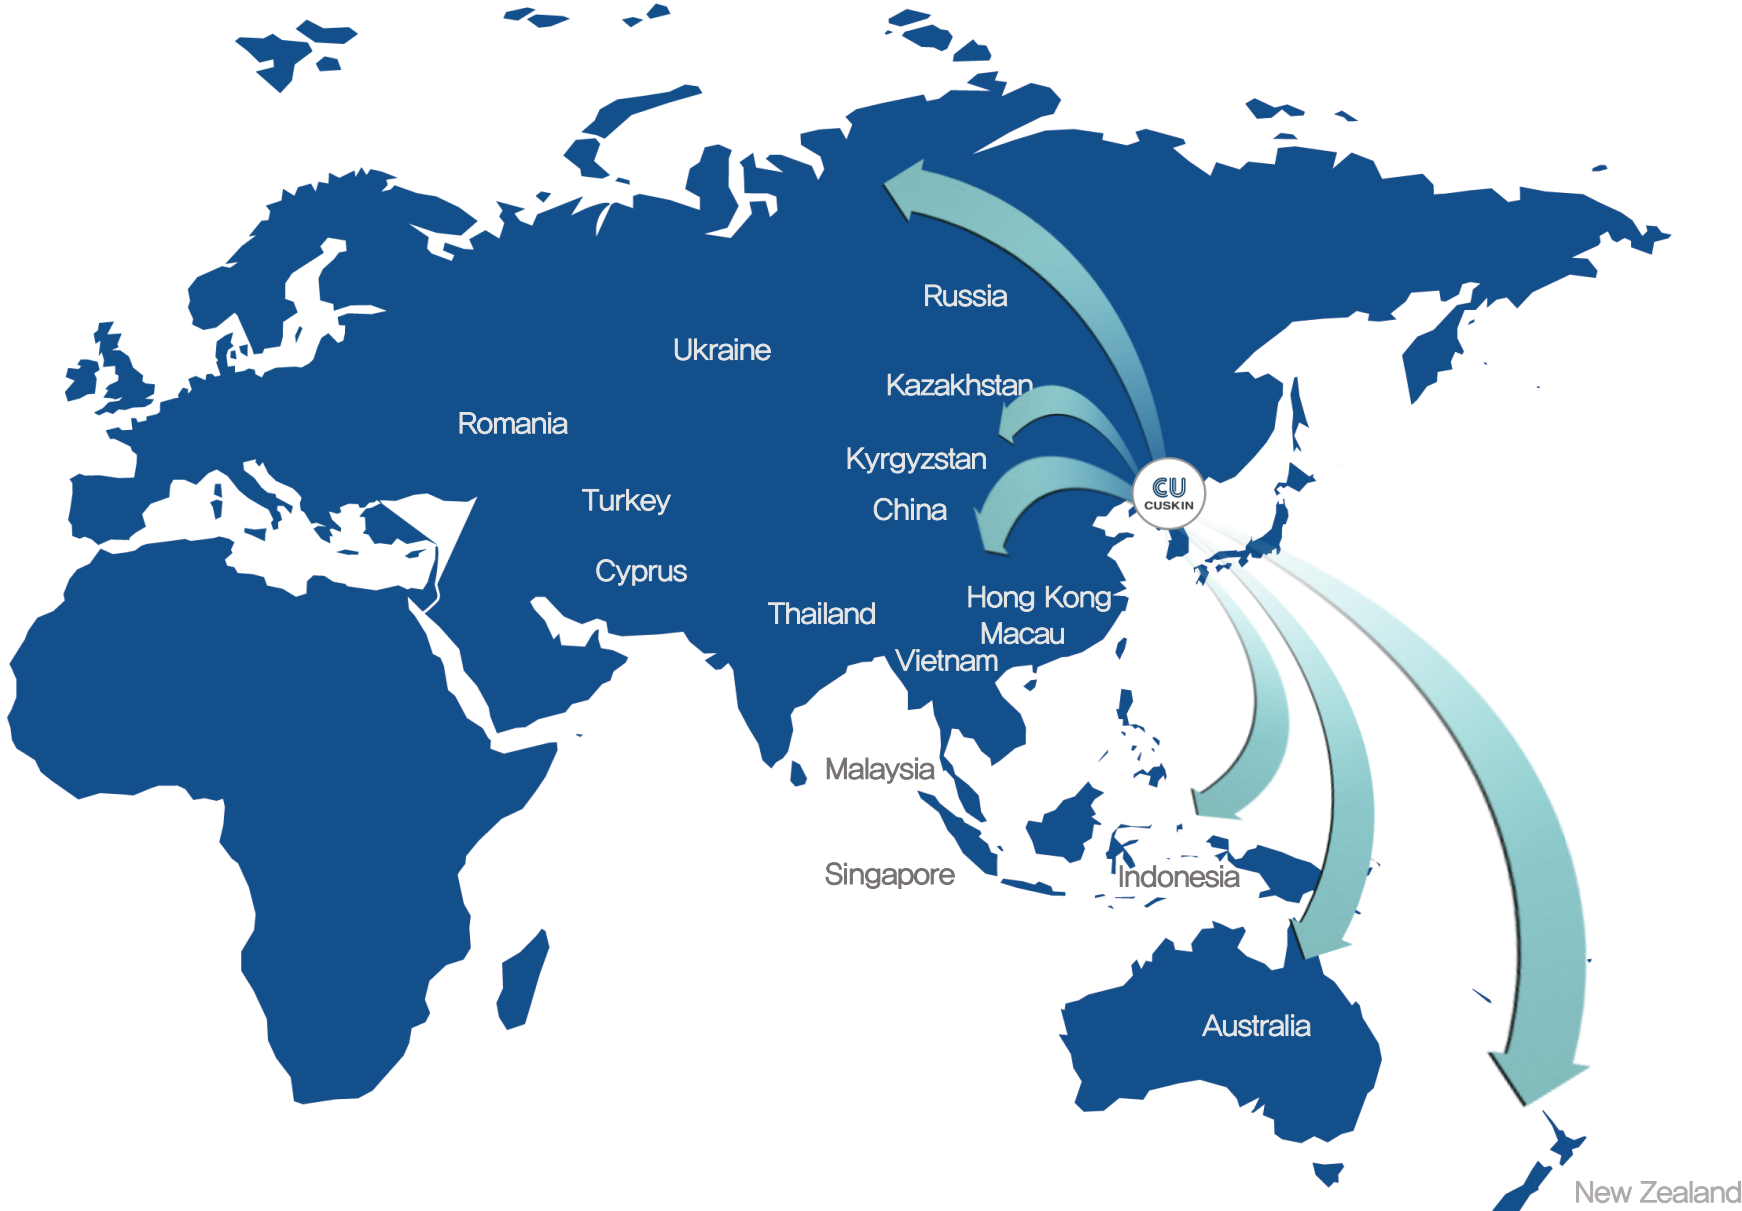 Russia
Ukraine
Kazakhstan
Romania
Kyrgyzstan
CU
CUSKIN
Turkey
China
Cyprus
Hong Kong
Thailand
Macau
Vietnam
Malaysia
Singapore
Indonesia
Australia
New Zealand